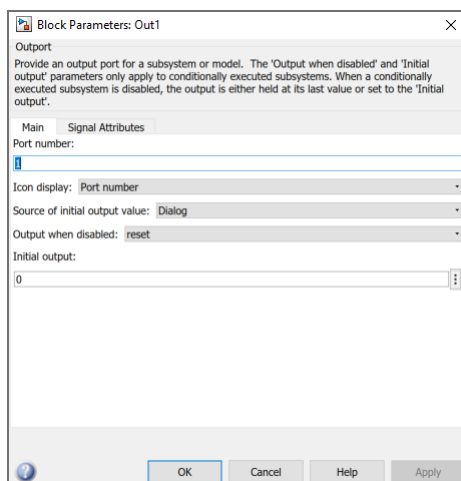 Block Parameters: Out1
Outport
Provide an output port for a subsystem or model. The 'Output when disabled' and 'Initial
output' parameters only apply to conditionally executed subsystems. When a conditionally
executed subsystem is disabled, the output is either held at its last value or set to the 'Initial
output'.
Main Signal Attributes
Port number:
1
Icon display: Port number
Source of initial output value: Dialog
Output when disabled: reset
Initial output:
0
OK Cancel Help Apply